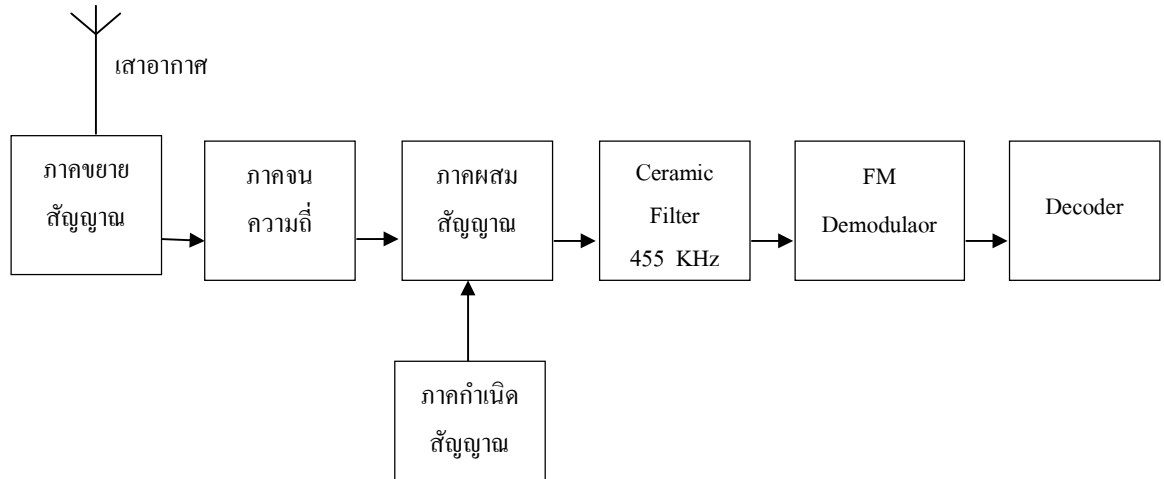 เสาอากาศ
ภาคขยาย
สัญญาณ
ภาคจน
ความถี่
ภาคผสม
สัญญาณ
Ceramic
Filter
455 KHz
FM
Demodulaor
Decoder
ภาคกำเนิด
สัญญาณ